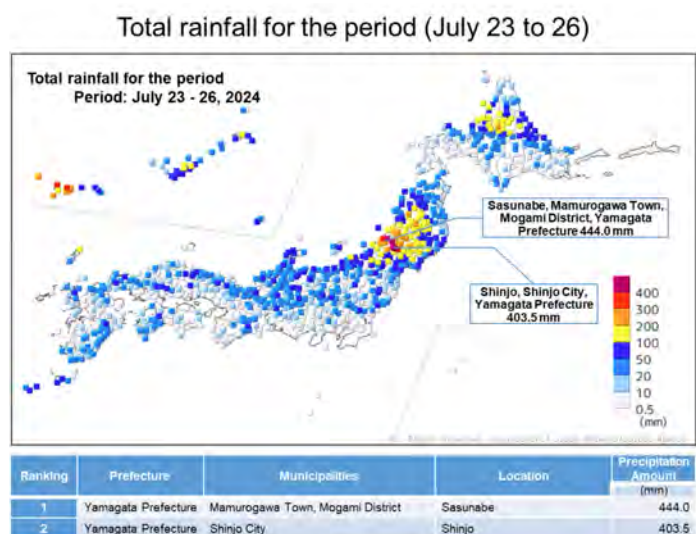 Total rainfall for the period (July 23 to 26)
Total rainfall for the period
Period: July 23 - 26, 2024
Sasunabe, Mamurogawa Town,
Mogami District, Yamagata
Prefecture 444.0 mm
Shinjo, Shinjo City,
Yamagata Prefecture
403.5 mm
400
300
200
100
50
20
10
0.5
(mm)
Ranking Prefecture Municipalities Location Precipitation Amount (mm)
1 Yamagata Prefecture Mamurogawa Town, Mogami District Sasunabe 444.0
2 Yamagata Prefecture Shinjo City Shinjo 403.5